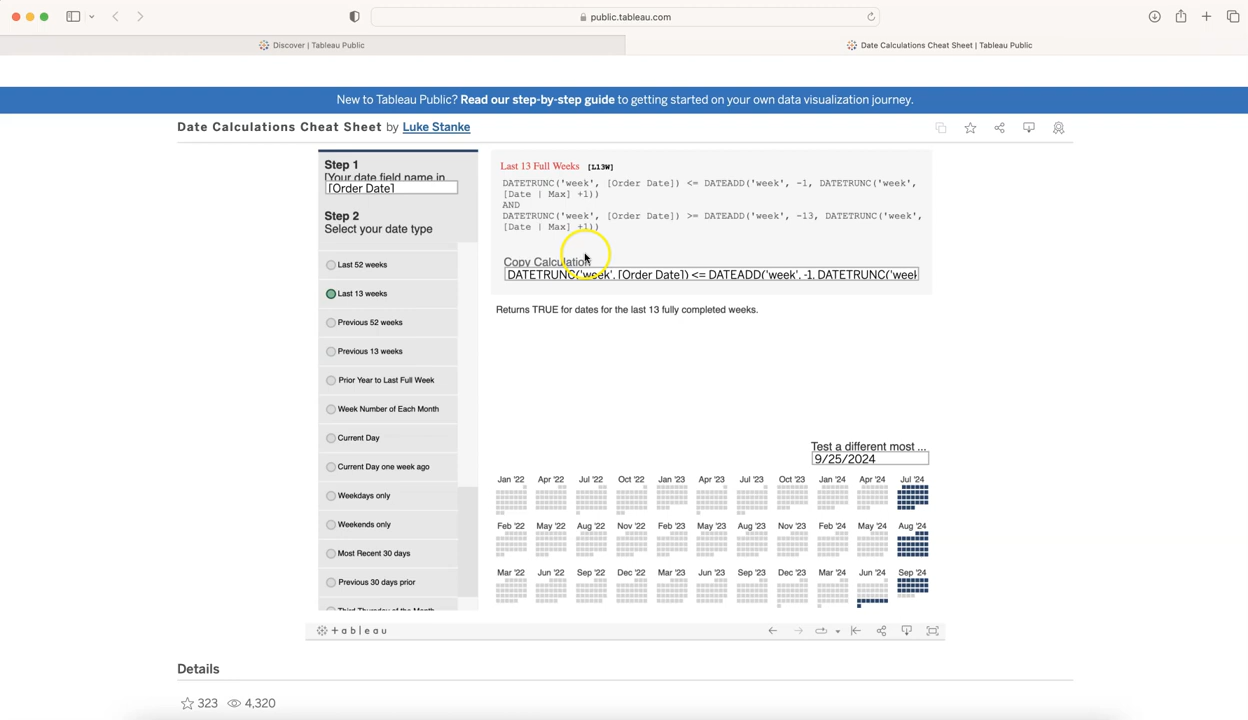 public.tableau.com
Discover | Tableau Public
Date Calculations Cheat Sheet | Tableau Public
New to Tableau Public? Read our step-by-step guide to getting started on your own data visualization journey.
Date Calculations Cheat Sheet by Luke Stanke
Step 1
[Your date field name in
[Order Date]
Step 2
Select your date type
Last 52 weeks
Last 13 weeks
Previous 52 weeks
Previous 13 weeks
Prior Year to Last Full Week
Week Number of Each Month
Current Day
Current Day one week ago
Weekdays only
Weekends only
Most Recent 30 days
Previous 30 days prior
Third Thursday of the Month
Last 13 Full Weeks [L13W]
DATETRUNC('week', [Order Date]) <= DATEADD('week', -1, DATETRUNC('week',
[Date | Max] +1))
AND
DATETRUNC('week', [Order Date]) >= DATEADD('week', -13, DATETRUNC('week',
[Date | Max] +1))
Copy Calculation
DATETRUNC('week', [Order Date]) <= DATEADD('week', -1, DATETRUNC('week
Returns TRUE for dates for the last 13 fully completed weeks.
Test a different most ...
9/25/2024
Jan '22 Apr '22 Jul '22 Oct '22 Jan '23 Apr '23 Jul '23 Oct '23 Jan '24 Apr '24 Jul '24
Feb '22 May '22 Aug '22 Nov '22 Feb '23 May '23 Aug '23 Nov '23 Feb '24 May '24 Aug '24
Mar '22 Jun '22 Sep '22 Dec '22 Mar '23 Jun '23 Sep '23 Dec '23 Mar '24 Jun '24 Sep '24
+ a b l e a u
Details
323 4,320